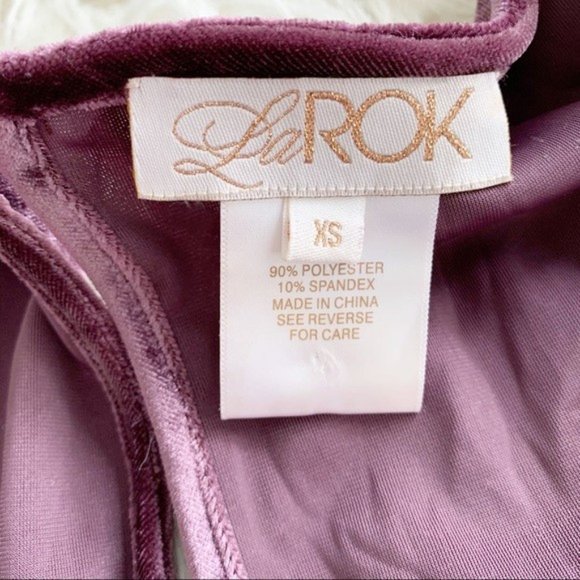 LaROK
XS
90% POLYESTER
10% SPANDEX
MADE IN CHINA
SEE REVERSE
FOR CARE